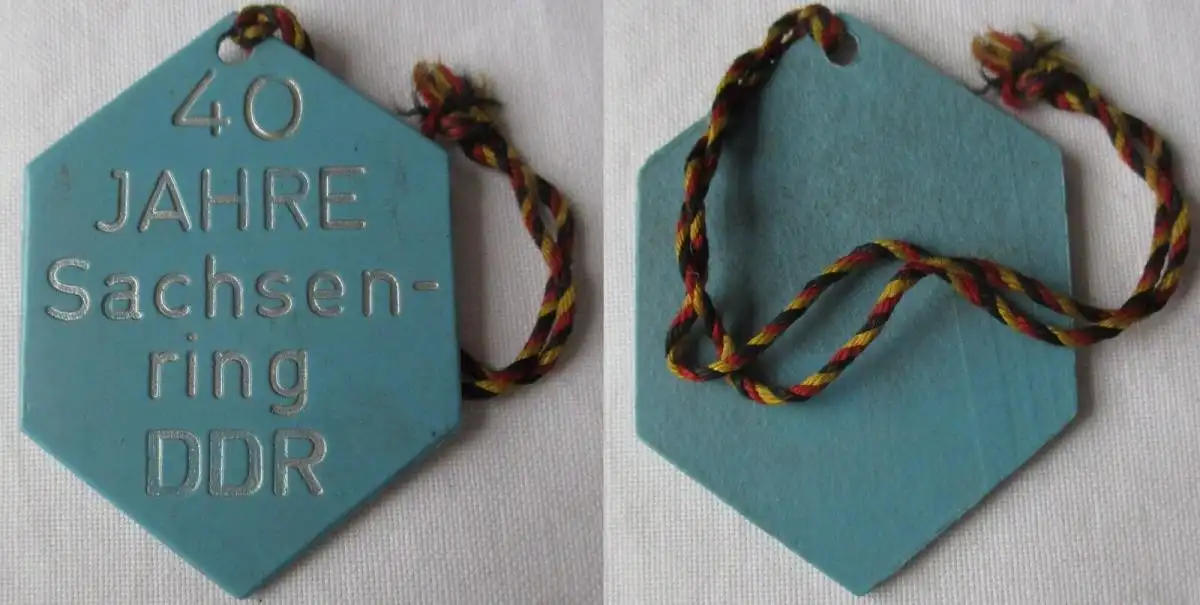 40
JAHRE
Sachsen-
ring
DDR